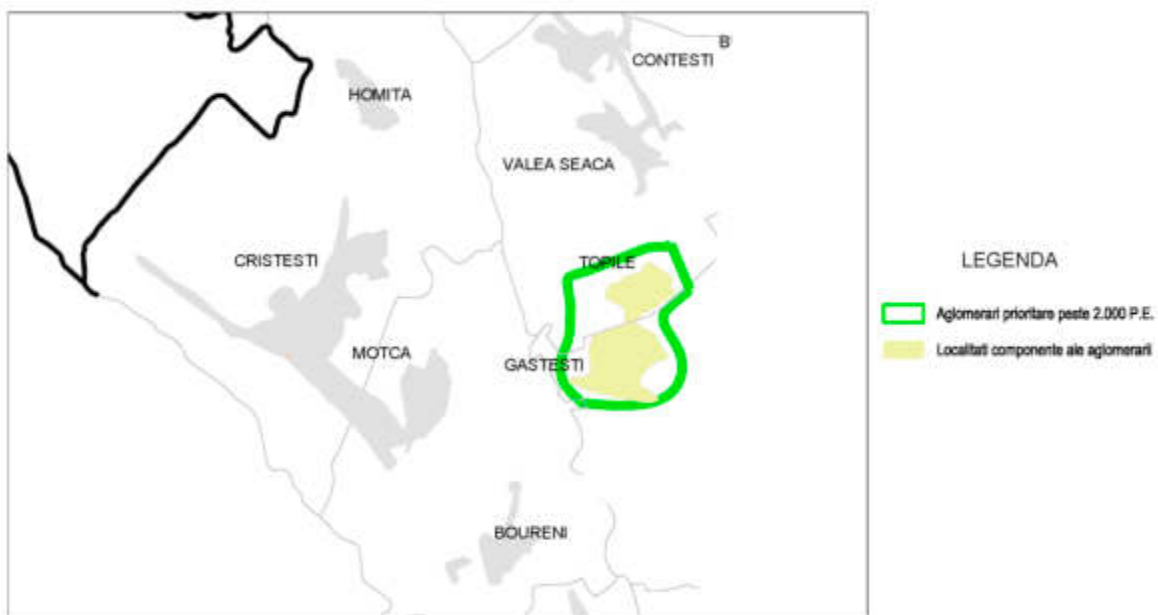 B
CONTESTI
HOMITA
VALEA SEACA
CRISTESTI
TOPILE
LEGENDA
Aglomerari prioritare peste 2.000 P.E.
Localitati componente ale aglomerarii
MOTCA
GASTESTI
BOURENI